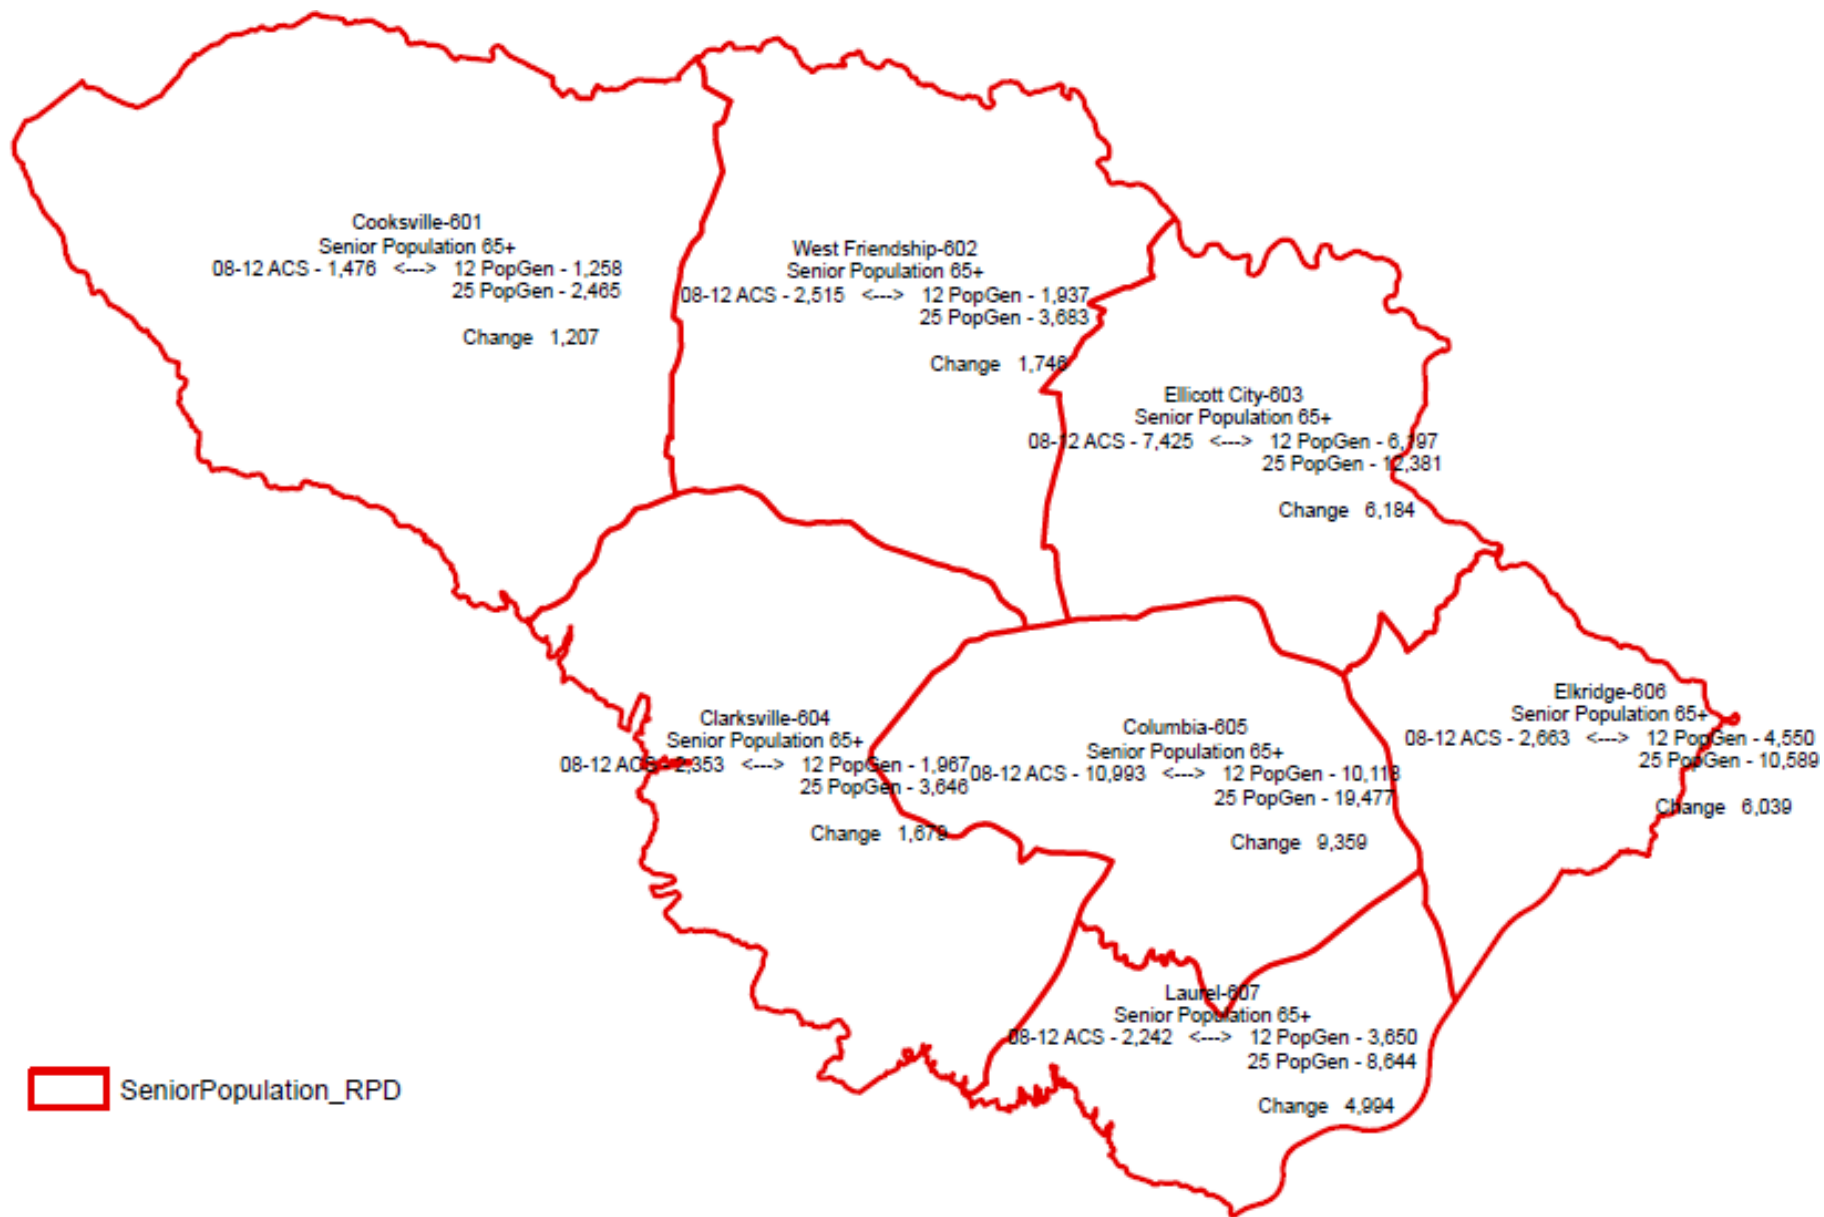 Cooksville-601
Senior Population 65+
08-12 ACS - 1,476 <---> 12 PopGen - 1,258
25 PopGen - 2,465
Change 1,207
West Friendship-602
Senior Population 65+
08-12 ACS - 2,515 <---> 12 PopGen - 1,937
25 PopGen - 3,683
Change 1,746
Ellicott City-603
Senior Population 65+
08-12 ACS - 7,425 <---> 12 PopGen - 6,197
25 PopGen - 12,381
Change 6,184
Clarksville-604
Senior Population 65+
08-12 ACS - 2,353 <---> 12 PopGen - 1,967
25 PopGen - 3,646
Change 1,679
Columbia-605
Senior Population 65+
08-12 ACS - 10,993 <---> 12 PopGen - 10,118
25 PopGen - 19,477
Change 9,359
Elkridge-606
Senior Population 65+
08-12 ACS - 2,663 <---> 12 PopGen - 4,550
25 PopGen - 10,589
Change 6,039
Laurel-607
Senior Population 65+
08-12 ACS - 2,242 <---> 12 PopGen - 3,650
25 PopGen - 8,644
Change 4,994
SeniorPopulation_RPD